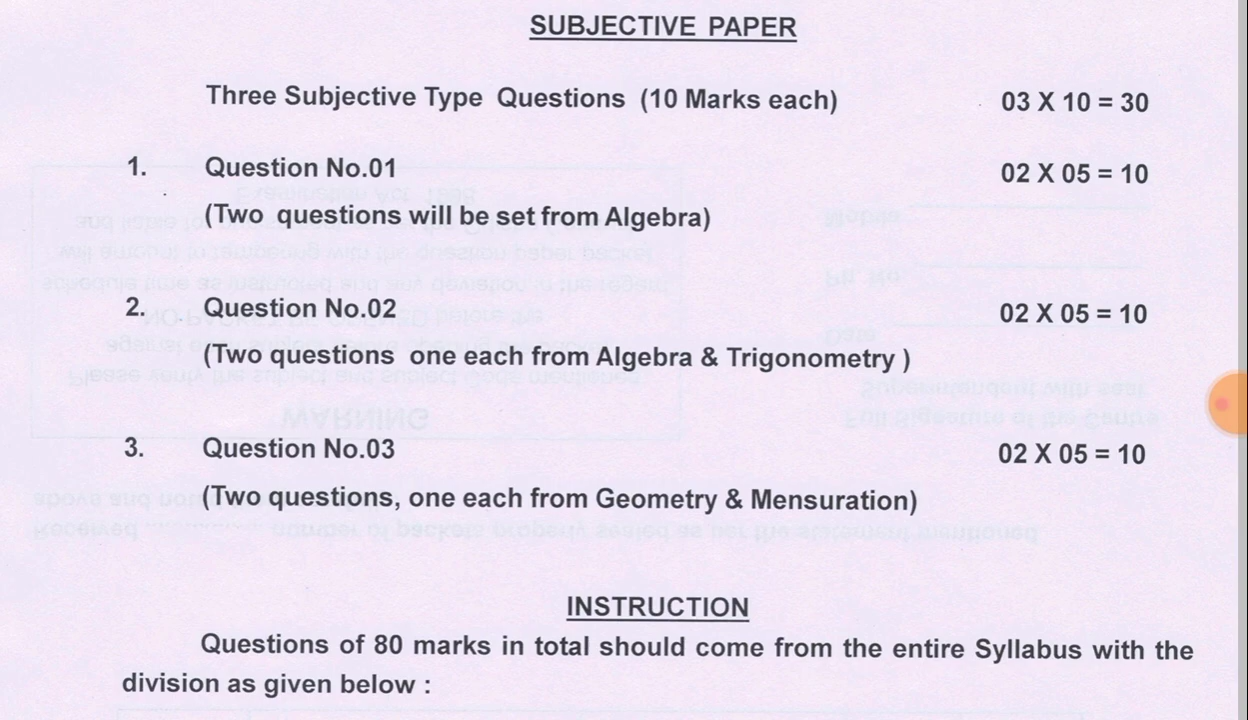 SUBJECTIVE PAPER
Three Subjective Type Questions (10 Marks each) 03 X 10 = 30
1. Question No.01 02 X 05 = 10
(Two questions will be set from Algebra)
2. Question No.02 02 X 05 = 10
(Two questions one each from Algebra & Trigonometry )
3. Question No.03 02 X 05 = 10
(Two questions, one each from Geometry & Mensuration)
INSTRUCTION
Questions of 80 marks in total should come from the entire Syllabus with the
division as given below :